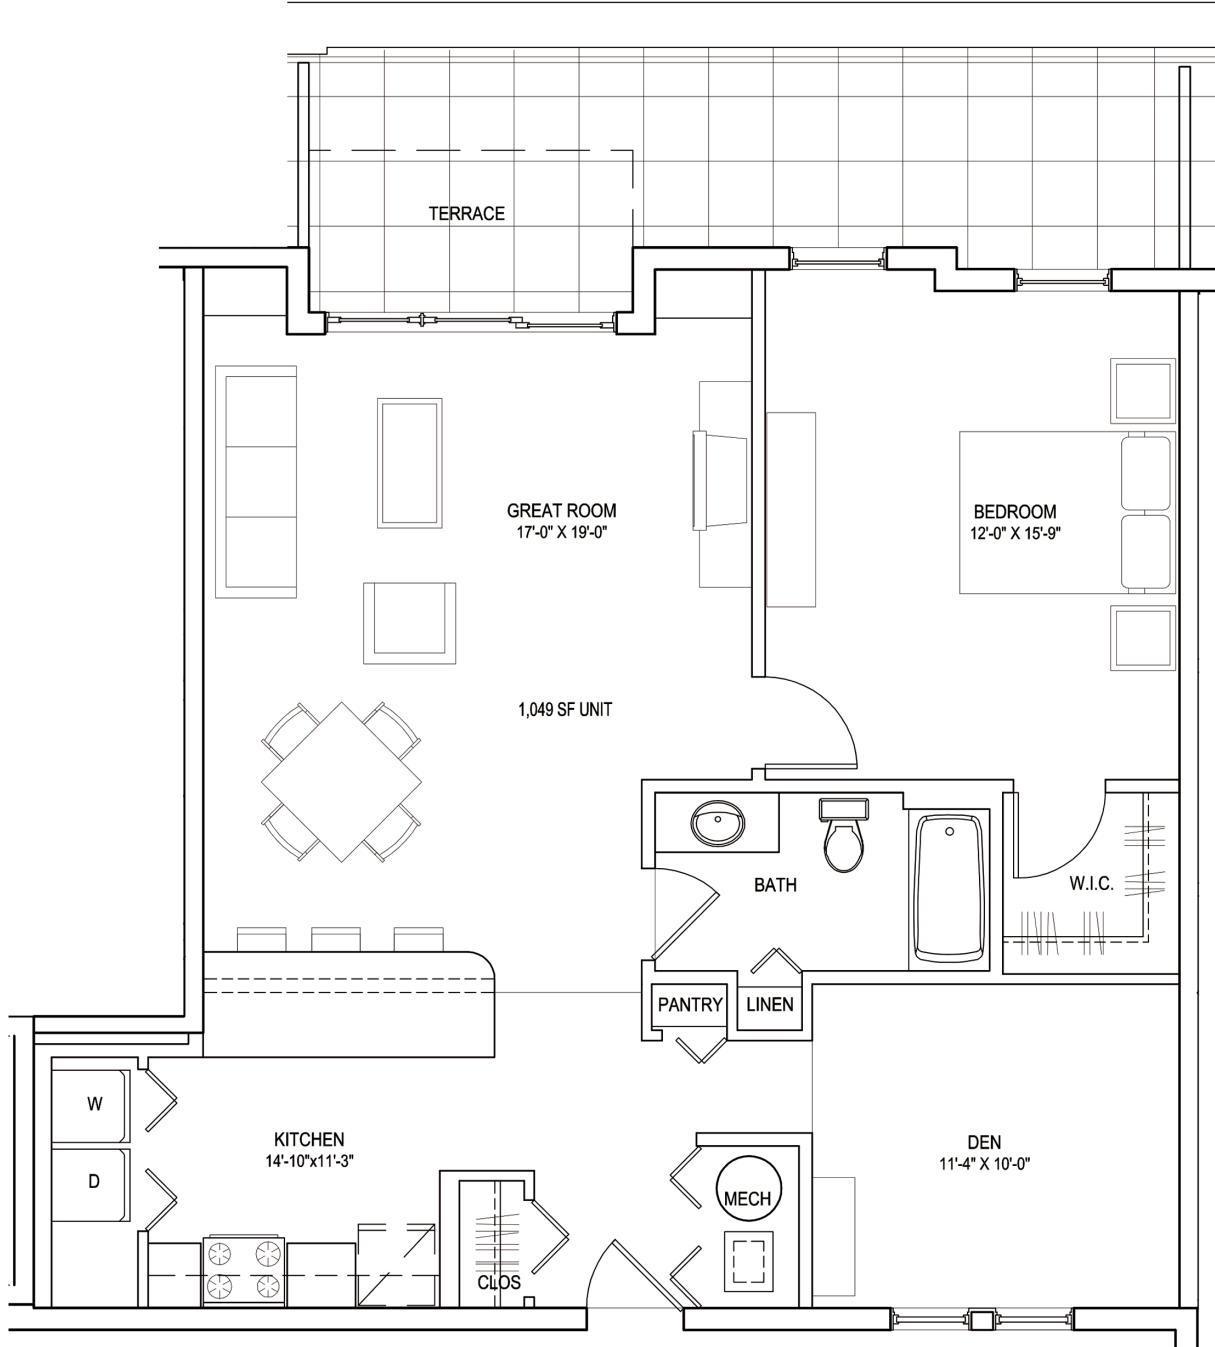 TERRACE
GREAT ROOM
17'-0" X 19'-0"
BEDROOM
12'-0" X 15'-9"
1,049 SF UNIT
BATH
W.I.C.
PANTRY
LINEN
W
KITCHEN
14'-10"x11'-3"
D
DEN
11'-4" X 10'-0"
MECH
CLOS